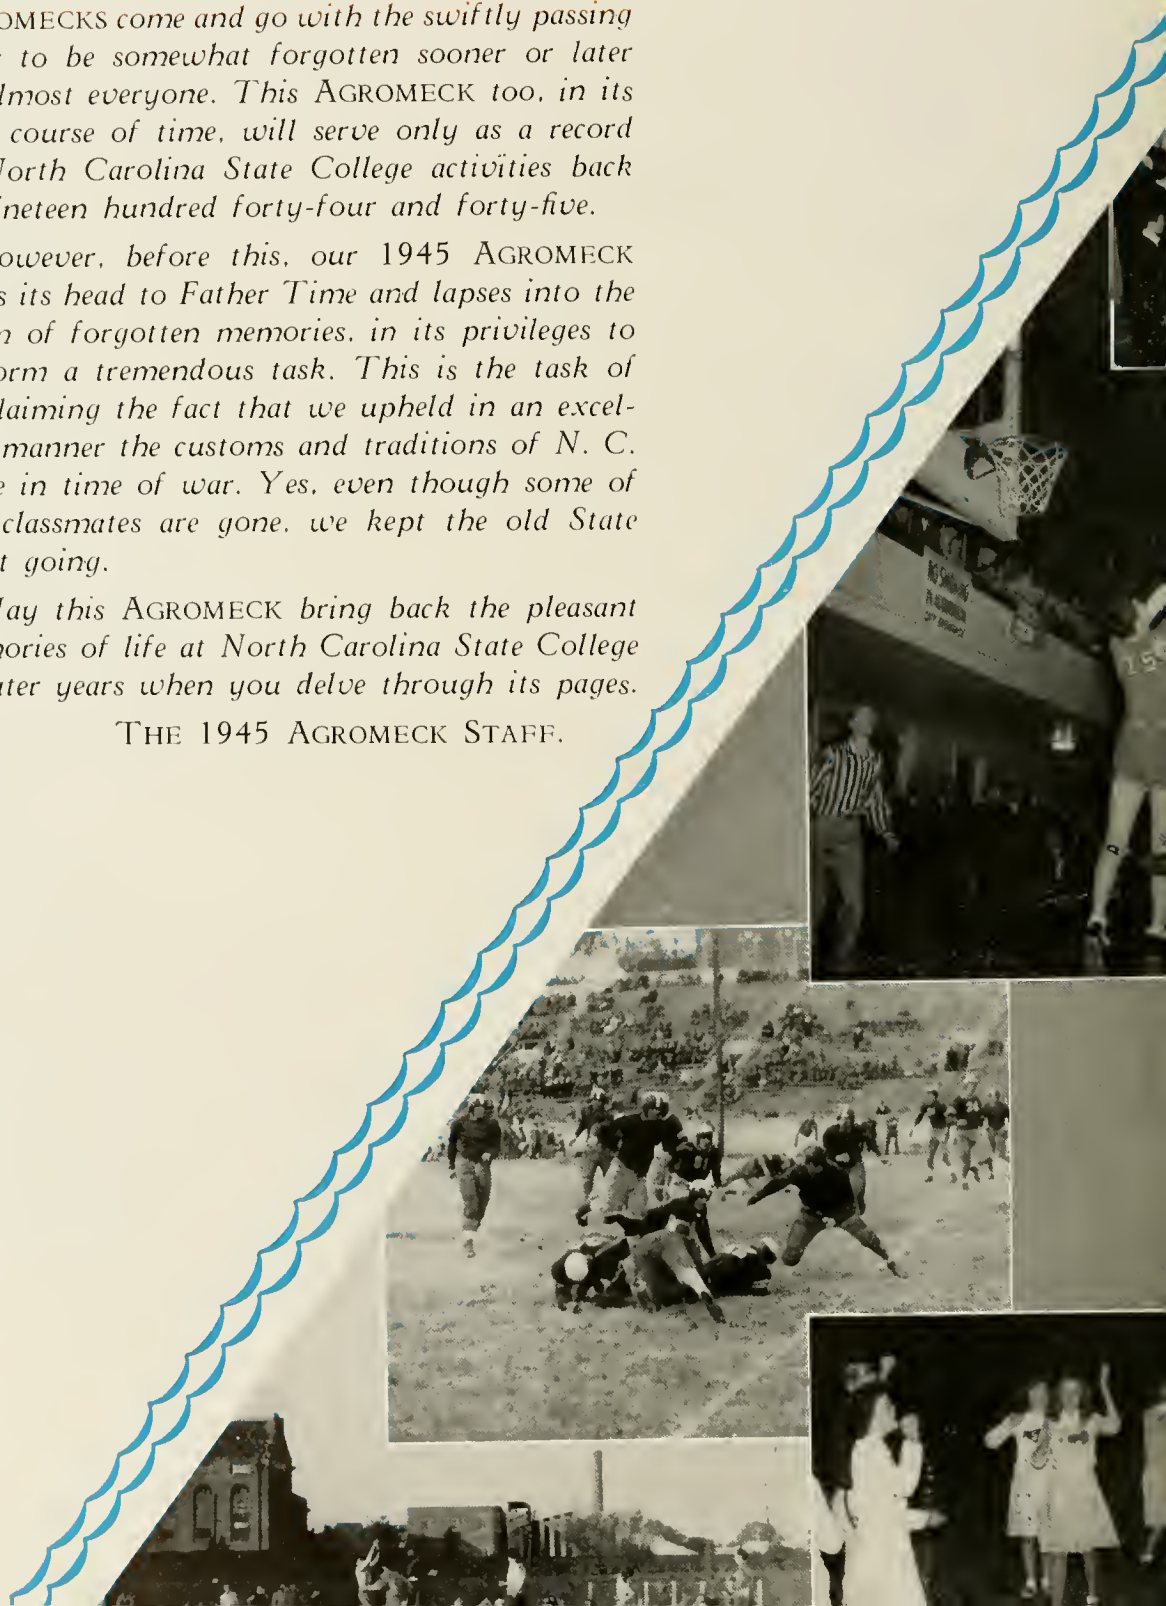 OMECKS come and go with the swiftly passing
to be somewhat forgotten sooner or later
lmost everyone. This AGROMECK too, in its
course of time, will serve only as a record
North Carolina State College activities back
ineteen hundred forty-four and forty-five.
owever, before this, our 1945 AGROMECK
s its head to Father Time and lapses into the
of forgotten memories, in its privileges to
orm a tremendous task. This is the task of
laiming the fact that we upheld in an excel-
manner the customs and traditions of N. C.
e in time of war. Yes, even though some of
classmates are gone, we kept the old State
t going.
ay this AGROMECK bring back the pleasant
ories of life at North Carolina State College
ter years when you delve through its pages.
THE 1945 AGROMECK STAFF.